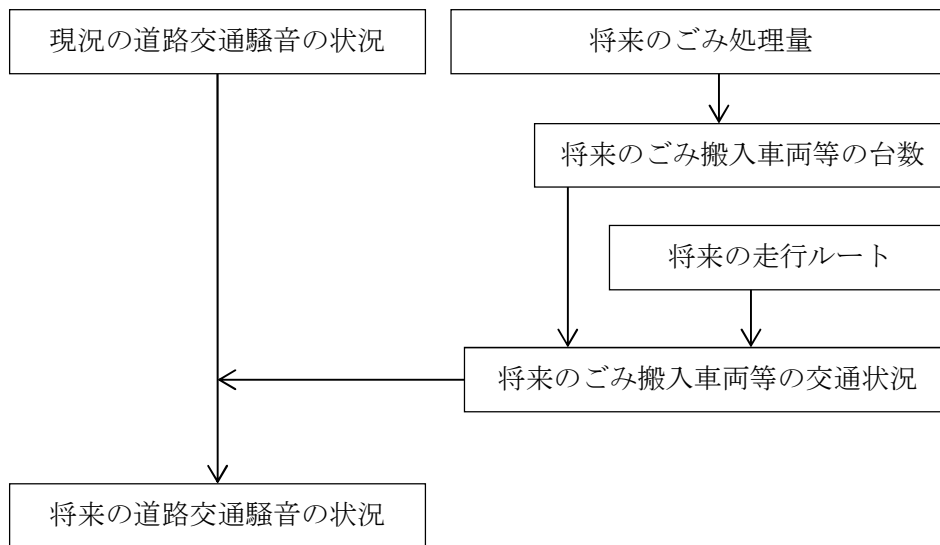 現況の道路交通騒音の状況
将来のごみ処理量
将来のごみ搬入車両等の台数
将来の走行ルート
将来のごみ搬入車両等の交通状況
将来の道路交通騒音の状況